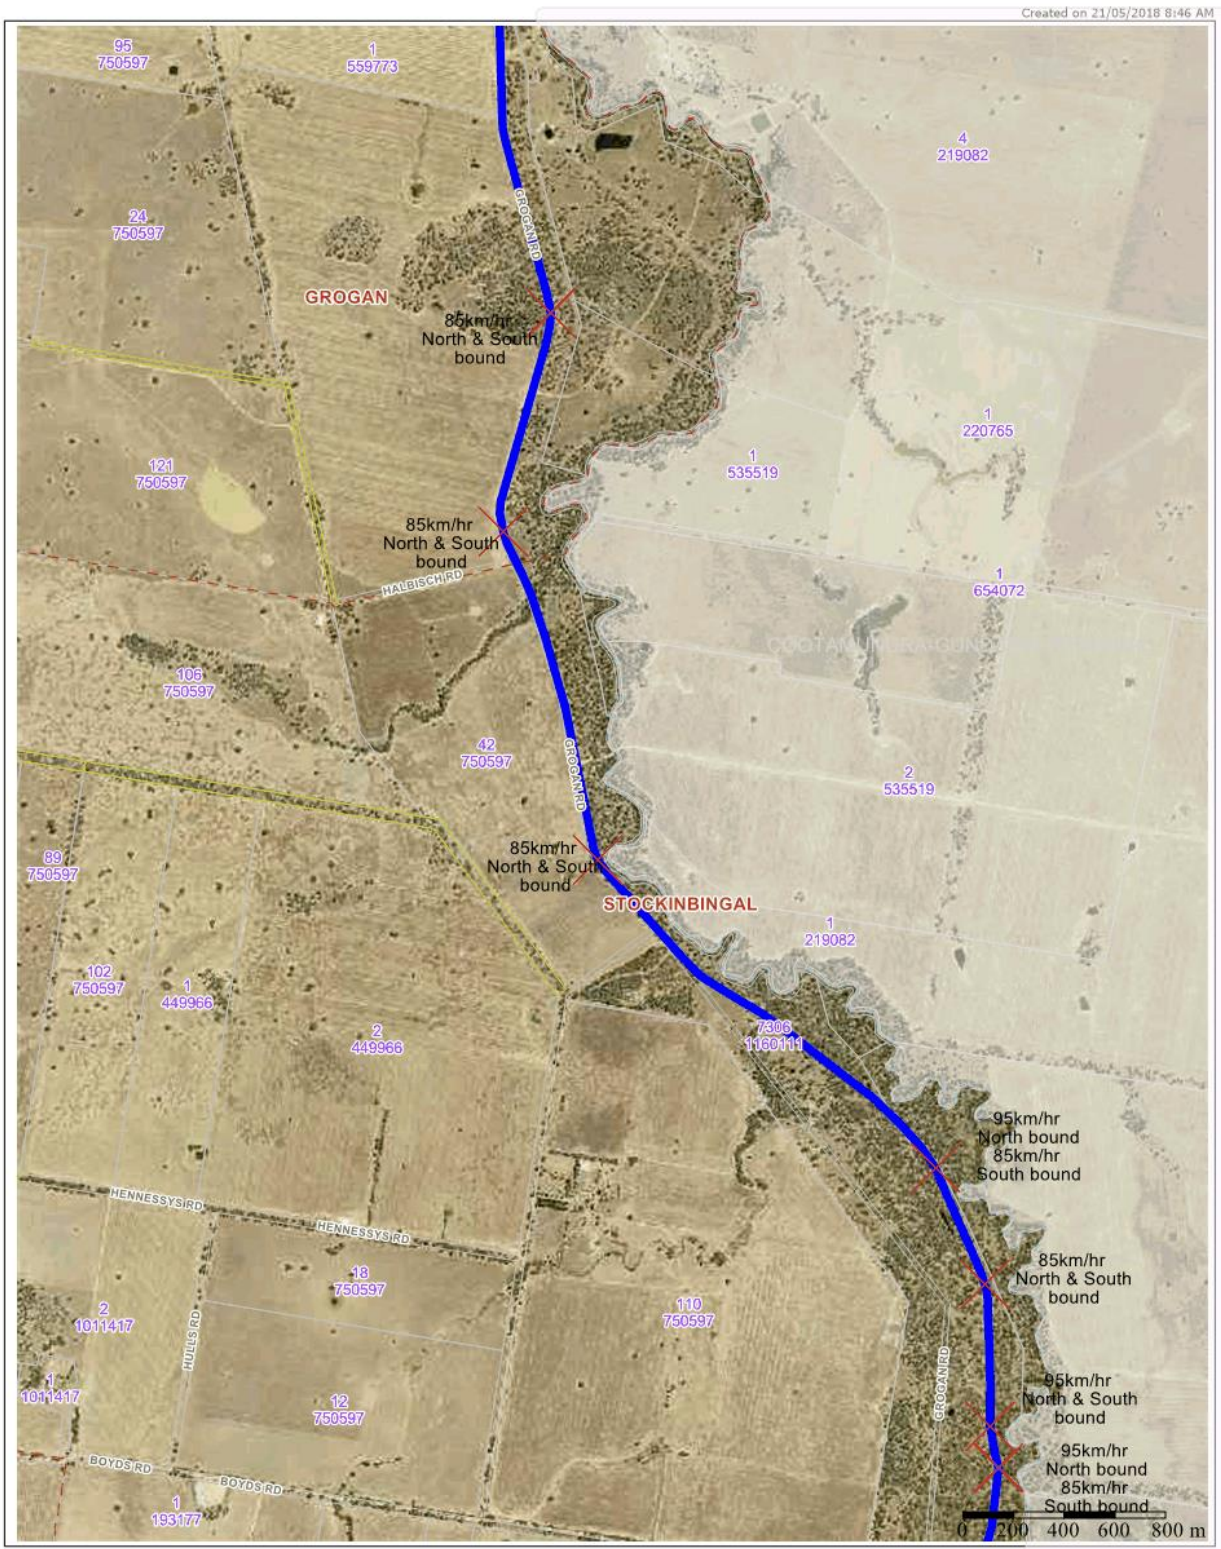 Created on 21/05/2018 8:46 AM
95
750597
1
559773
4
219082
24
750597
GROGAN RD
GROGAN
85km/hr
North & South
bound
1
220765
1
535519
121
750597
85km/hr
North & South
bound
HALBISCH RD
1
654072
106
750597
42
750597
GROGAN RD
2
535519
89
750597
85km/hr
North & South
bound
STOCKINBINGAL
1
219082
102
750597
1
449966
2
449966
7306
1160111
95km/hr
North bound
85km/hr
South bound
HENNESSYS RD
HENNESSYS RD
18
750597
85km/hr
North & South
bound
2
1011417
HULLS RD
110
750597
GROGAN RD
1
1011417
12
750597
95km/hr
North & South
bound
95km/hr
North bound
85km/hr
South bound
BOYDS RD
BOYDS RD
1
193177
0 200 400 600 800 m